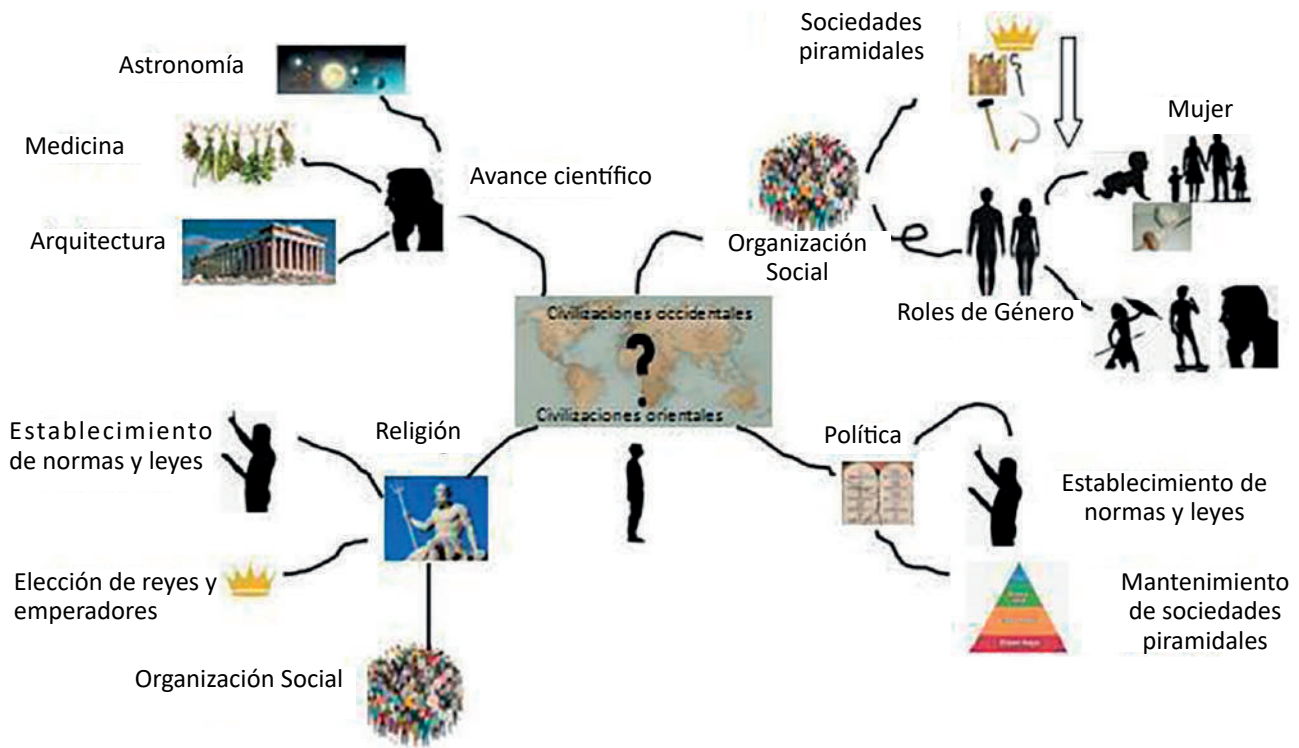 Sociedades
piramidales
Astronomía
Mujer
Medicina
Avance científico
Arquitectura
Organización
Social
Roles de Género
Civilizaciones occidentales
?
Civilizaciones orientales
Religión
Política
Establecimiento
de normas y leyes
Establecimiento de
normas y leyes
Elección de reyes y
emperadores
Mantenimiento
de sociedades
piramidales
Organización Social